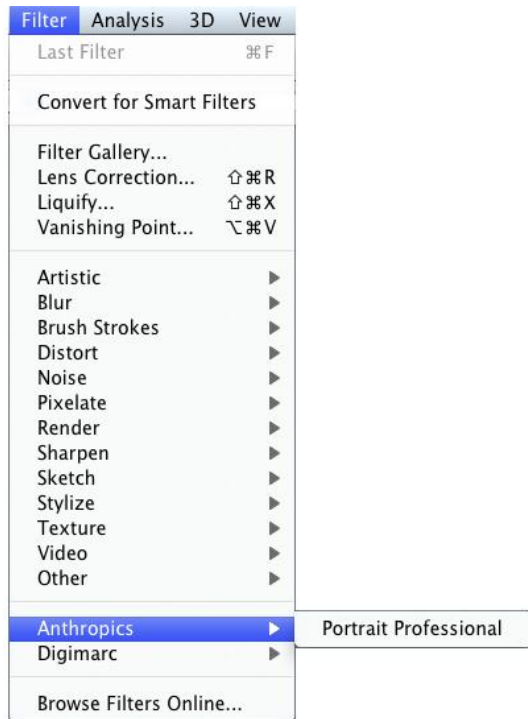 Filter Analysis 3D View
Last Filter ⌘F
Convert for Smart Filters
Filter Gallery...
Lens Correction... ⇧⌘R
Liquify... ⇧⌘X
Vanishing Point... ⌥⌘V
Artistic
Blur
Brush Strokes
Distort
Noise
Pixelate
Render
Sharpen
Sketch
Stylize
Texture
Video
Other
Anthropics Portrait Professional
Digimarc
Browse Filters Online...